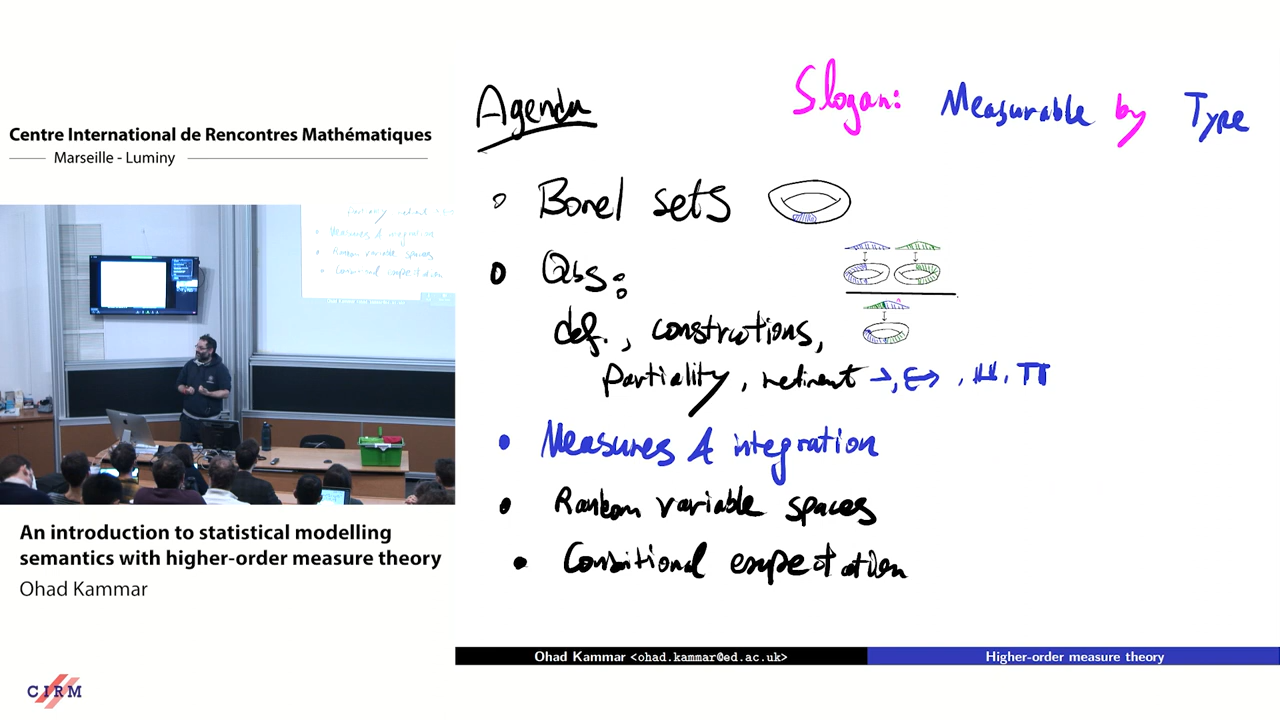 Centre International de Rencontres Mathématiques
Marseille - Luminy
An introduction to statistical modelling
semantics with higher-order measure theory
Ohad Kammar
CIRM
Agenda
Slogan: Measurable by Type
Borel sets
Qbs:
def., constructions,
partiality,
Measures & integration
Random variable spaces
Conditional expectation
Ohad Kammar <ohad.kammar@ed.ac.uk>
Higher-order measure theory